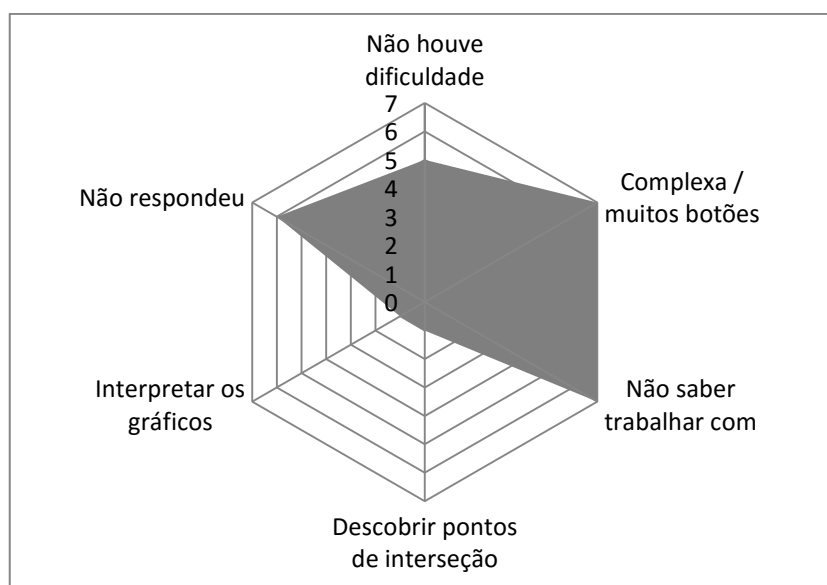 Não houve
dificuldade
7
6
5
4
3
2
1
0
Complexa /
muitos botões
Não saber
trabalhar com
Descobrir pontos
de interseção
Interpretar os
gráficos
Não respondeu